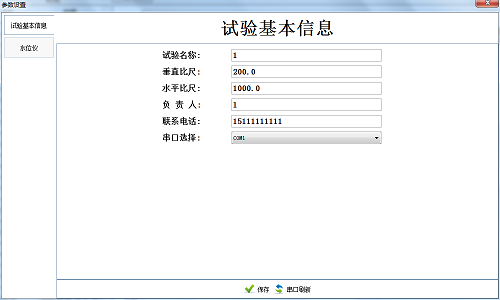 参数设置
试验基本信息
水位仪
试验基本信息
试验名称: 1
垂直比尺: 200.0
水平比尺: 1000.0
负 责 人: 1
联系电话: 15111111111
串口选择: COM1
保存 串口刷新